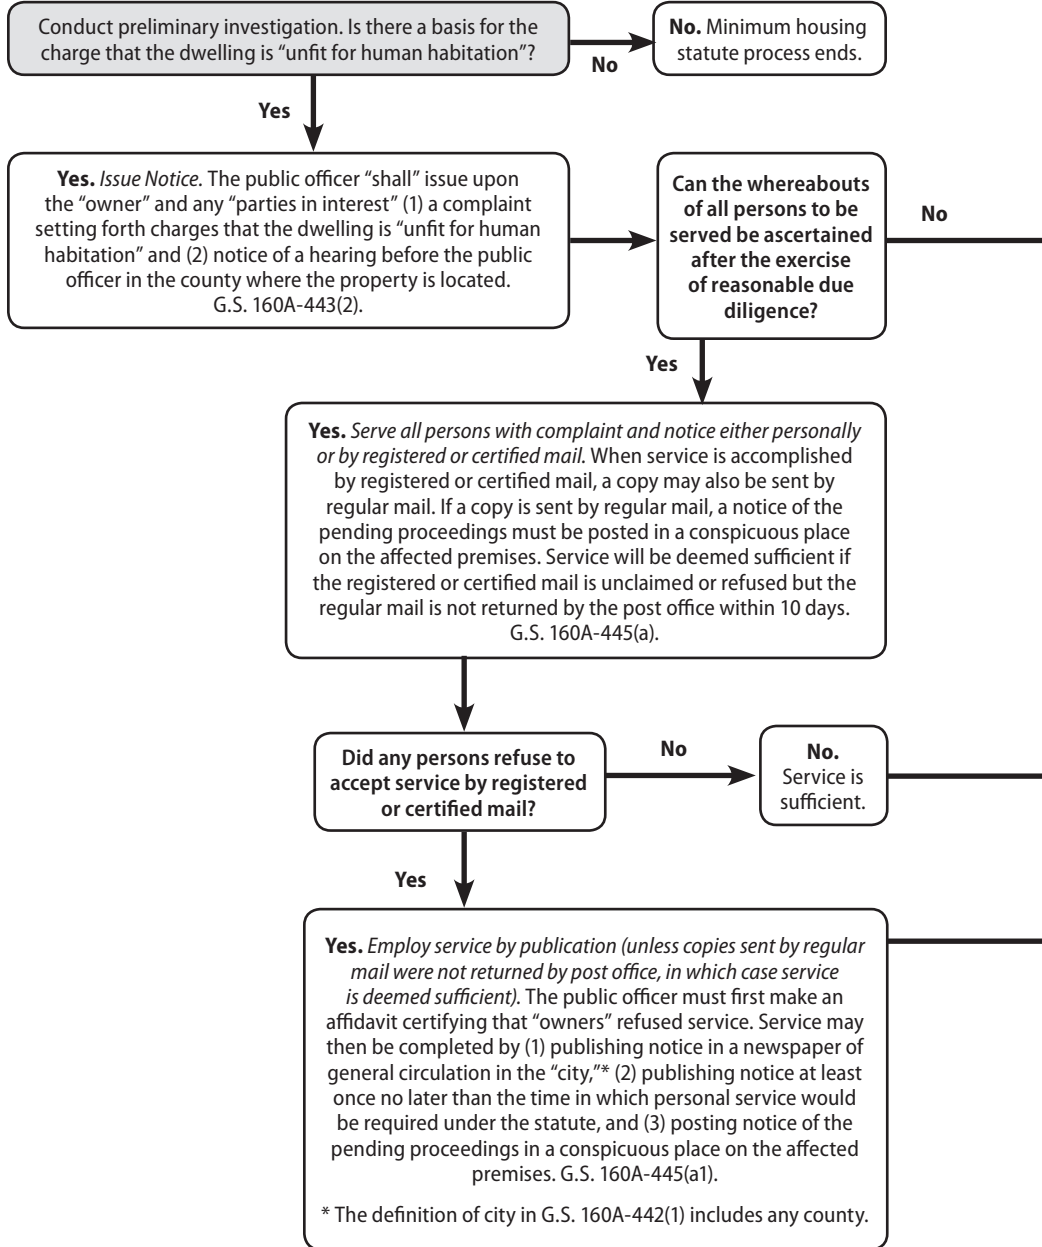 Conduct preliminary investigation. Is there a basis for the
charge that the dwelling is “unfit for human habitation”?
No
No. Minimum housing
statute process ends.
Yes
Yes. Issue Notice. The public officer “shall” issue upon
the “owner” and any “parties in interest” (1) a complaint
setting forth charges that the dwelling is “unfit for human
habitation” and (2) notice of a hearing before the public
officer in the county where the property is located.
G.S. 160A-443(2).
Can the whereabouts
of all persons to be
served be ascertained
after the exercise
of reasonable due
diligence?
No
Yes
Yes. Serve all persons with complaint and notice either personally
or by registered or certified mail. When service is accomplished
by registered or certified mail, a copy may also be sent by
regular mail. If a copy is sent by regular mail, a notice of the
pending proceedings must be posted in a conspicuous place
on the affected premises. Service will be deemed sufficient if
the registered or certified mail is unclaimed or refused but the
regular mail is not returned by the post office within 10 days.
G.S. 160A-445(a).
Did any persons refuse to
accept service by registered
or certified mail?
No
No.
Service is
sufficient.
Yes
Yes. Employ service by publication (unless copies sent by regular
mail were not returned by post office, in which case service
is deemed sufficient). The public officer must first make an
affidavit certifying that “owners” refused service. Service may
then be completed by (1) publishing notice in a newspaper of
general circulation in the “city,”* (2) publishing notice at least
once no later than the time in which personal service would
be required under the statute, and (3) posting notice of the
pending proceedings in a conspicuous place on the affected
premises. G.S. 160A-445(a1).
* The definition of city in G.S. 160A-442(1) includes any county.